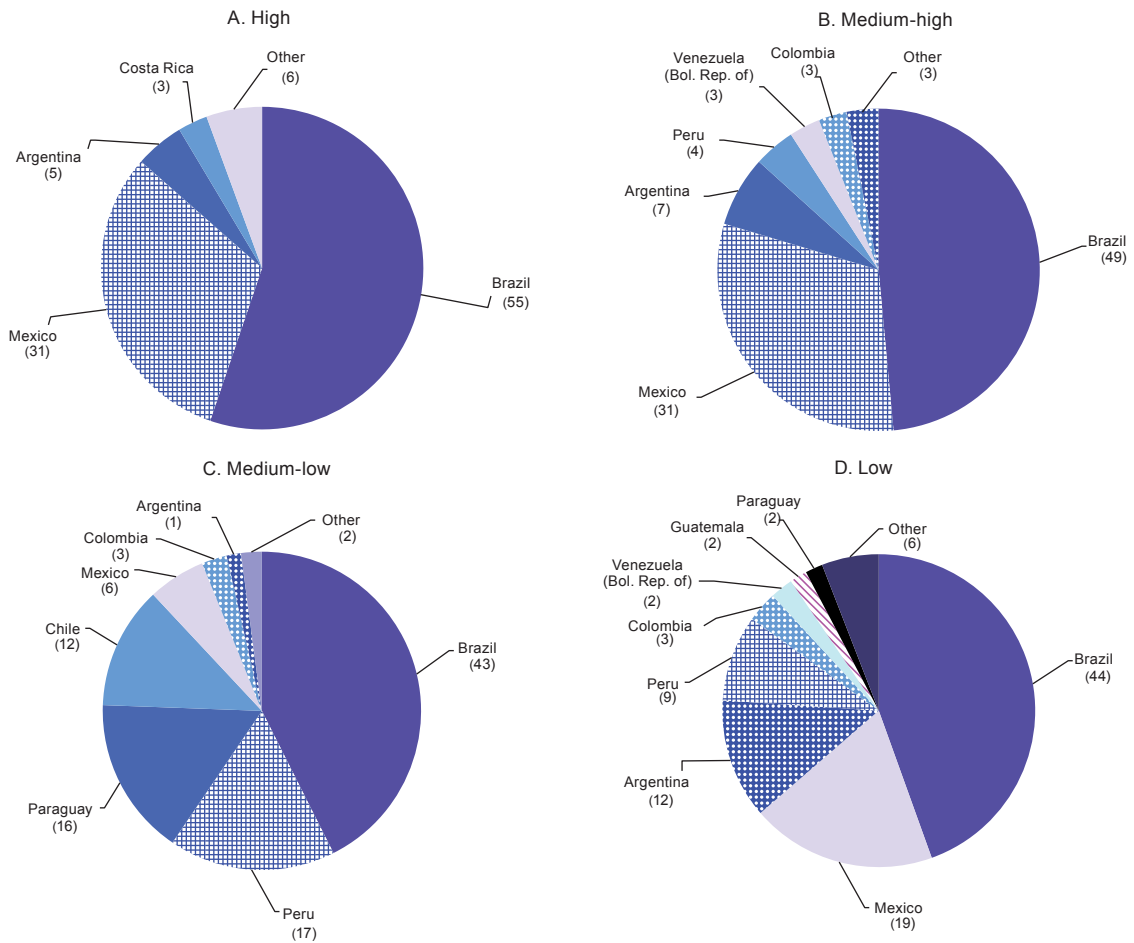 A. High
Other
(6)
Costa Rica
(3)
Argentina
(5)
Mexico
(31)
Brazil
(55)
B. Medium-high
Other
(3)
Colombia
(3)
Venezuela
(Bol. Rep. of)
(3)
Peru
(4)
Argentina
(7)
Mexico
(31)
Brazil
(49)
C. Medium-low
Other
(2)
Argentina
(1)
Colombia
(3)
Mexico
(6)
Chile
(12)
Paraguay
(16)
Peru
(17)
Brazil
(43)
D. Low
Other
(6)
Paraguay
(2)
Guatemala
(2)
Venezuela
(Bol. Rep. of)
(2)
Colombia
(3)
Peru
(9)
Argentina
(12)
Mexico
(19)
Brazil
(44)